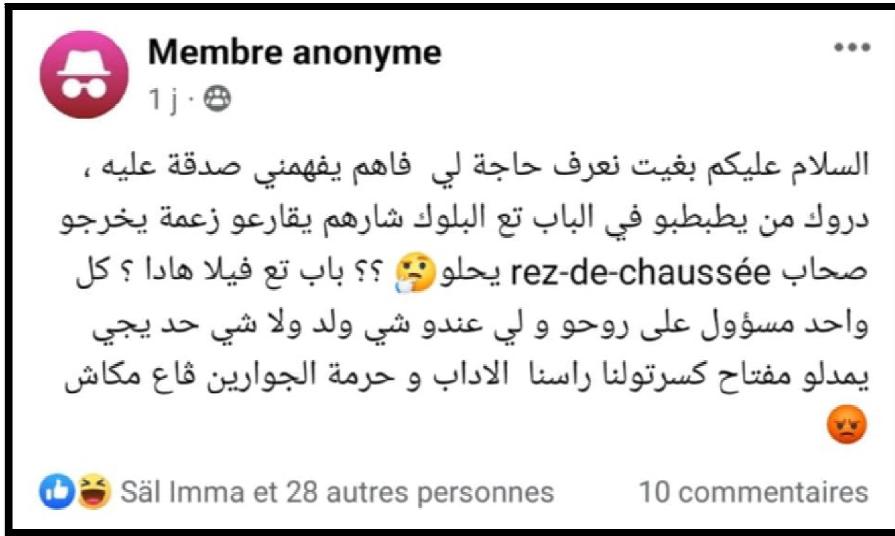 Membre anonyme
1 j
السلام عليكم بغيت نعرف حاجة لي فاهم يفهمني صدقة عليه ،
دروك من يطبطبو في الباب تع البلوك شارهم يقارعو زعمة يخرجو
صحاب rez-de-chaussée يحلو🤔 ؟؟ باب تع فيلا هادا ؟ كل
واحد مسؤول على روحو و لي عندو شي ولد ولا شي حد يجي
يمدلو مفتاح كسرتولنا راسنا الاداب و حرمة الجوارين ڨاع مكاش
😡
Säl Imma et 28 autres personnes 10 commentaires